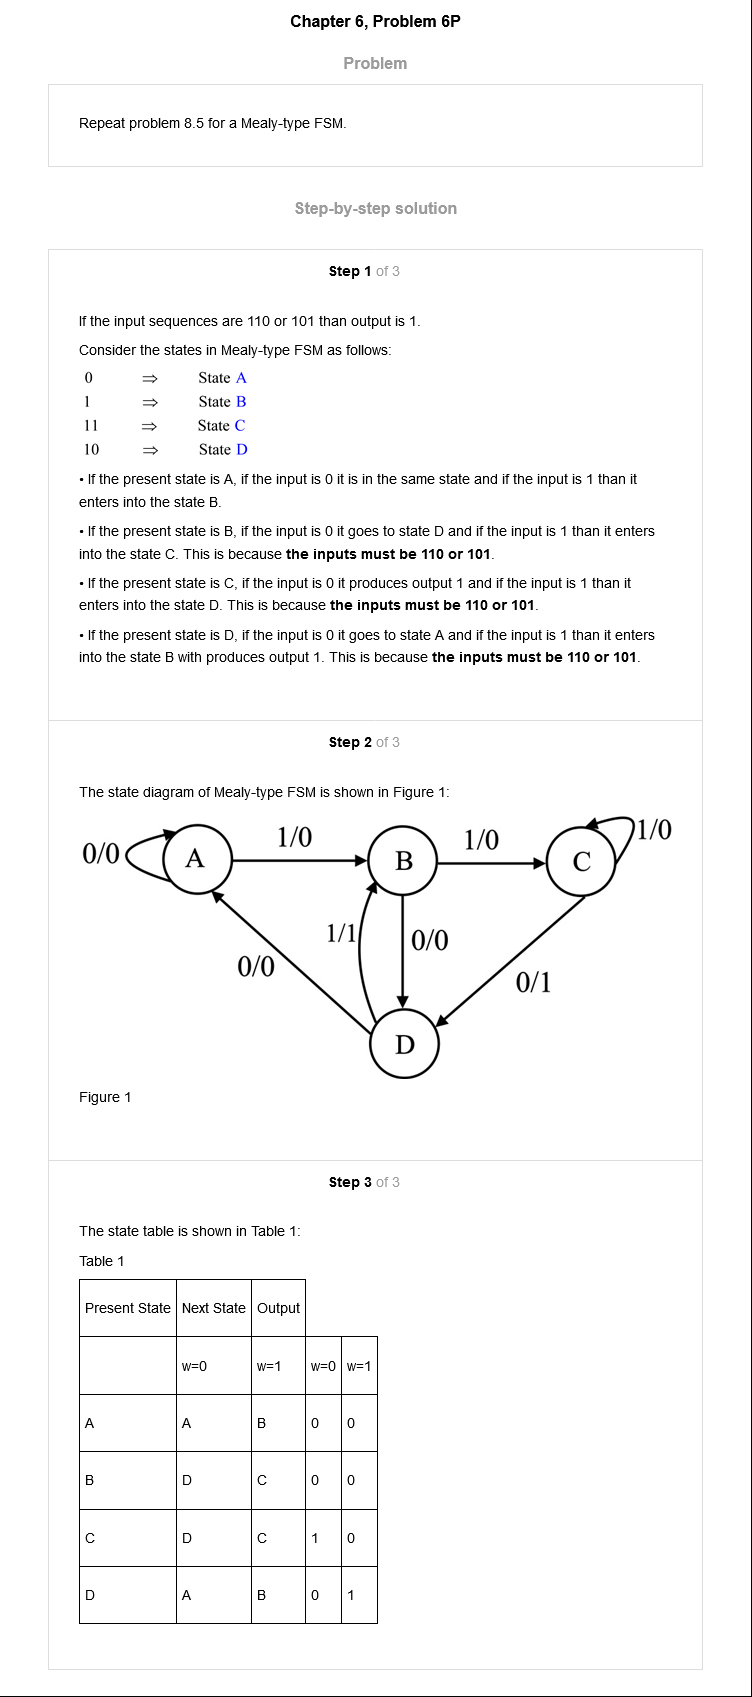 Chapter 6, Problem 6P
Problem
Repeat problem 8.5 for a Mealy-type FSM.
Step-by-step solution
Step 1 of 3
If the input sequences are 110 or 101 than output is 1.
Consider the states in Mealy-type FSM as follows:
0 ⇒ State A
1 ⇒ State B
11 ⇒ State C
10 ⇒ State D
• If the present state is A, if the input is 0 it is in the same state and if the input is 1 than it
enters into the state B.
• If the present state is B, if the input is 0 it goes to state D and if the input is 1 than it enters
into the state C. This is because the inputs must be 110 or 101.
• If the present state is C, if the input is 0 it produces output 1 and if the input is 1 than it
enters into the state D. This is because the inputs must be 110 or 101.
• If the present state is D, if the input is 0 it goes to state A and if the input is 1 than it enters
into the state B with produces output 1. This is because the inputs must be 110 or 101.
Step 2 of 3
The state diagram of Mealy-type FSM is shown in Figure 1:
0/0 A 1/0 B 1/0 C 1/0
1/1 0/0
0/0 0/1
D
Figure 1
Step 3 of 3
The state table is shown in Table 1:
Table 1
Present State Next State Output
w=0 w=1 w=0 w=1
A A B 0 0
B D C 0 0
C D C 1 0
D A B 0 1